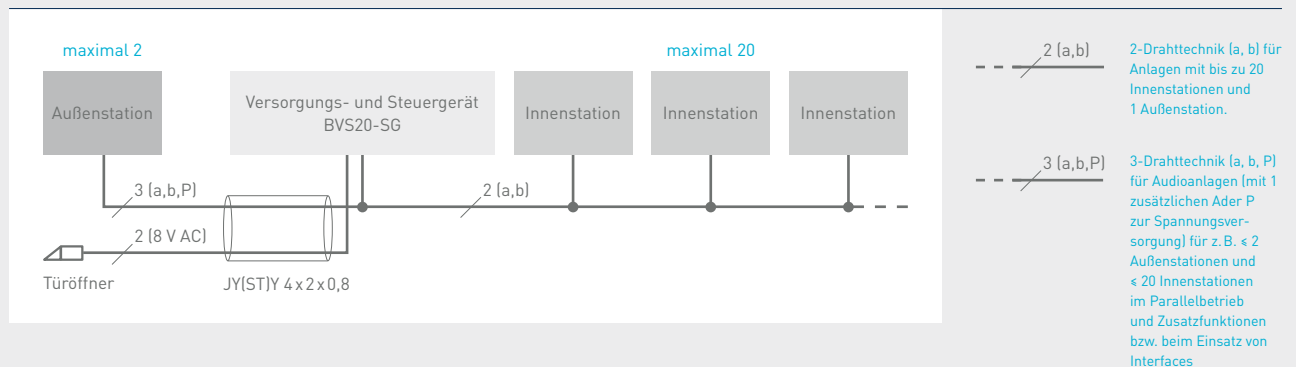 maximal 2
maximal 20
Außenstation
Versorgungs- und Steuergerät
BVS20-SG
Innenstation
Innenstation
Innenstation
3 (a,b,P)
2 (a,b)
2 (8 V AC)
Türöffner
JY(ST)Y 4 x 2 x 0,8
2 (a,b)
2-Drahttechnik (a, b) für
Anlagen mit bis zu 20
Innenstationen und
1 Außenstation.
3 (a,b,P)
3-Drahttechnik (a, b, P)
für Audioanlagen (mit 1
zusätzlichen Ader P
zur Spannungsver-
sorgung) für z. B. ≤ 2
Außenstationen und
≤ 20 Innenstationen
im Parallelbetrieb
und Zusatzfunktionen
bzw. beim Einsatz von
Interfaces